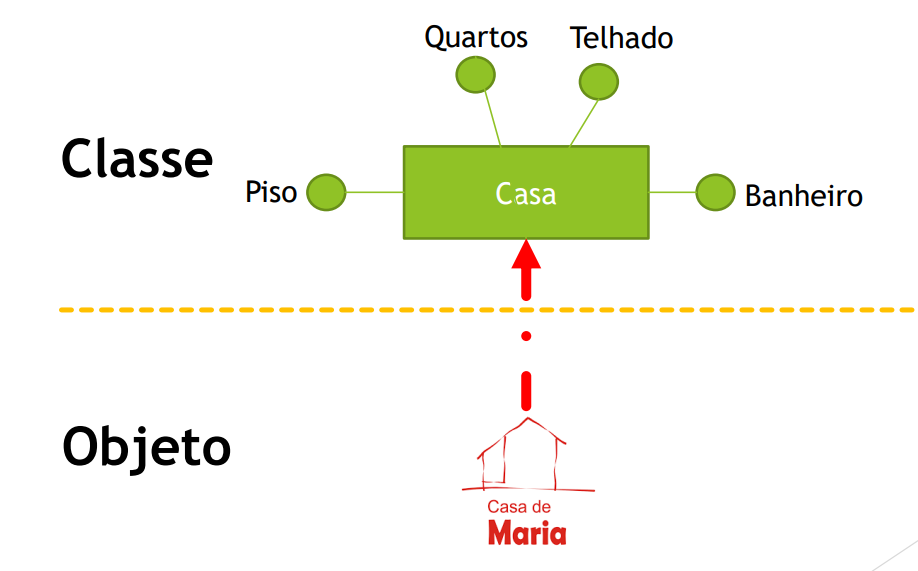 Quartos
Telhado
Classe
Piso
Casa
Banheiro
Objeto
Casa de
Maria